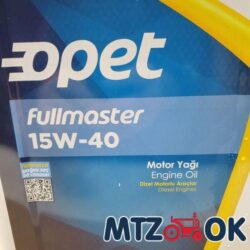 opet
fullmaster
15W-40
Motor Yağı
Engine Oil
Dizel Motorlu Araçlar
Diesel Engines
MTZ OK